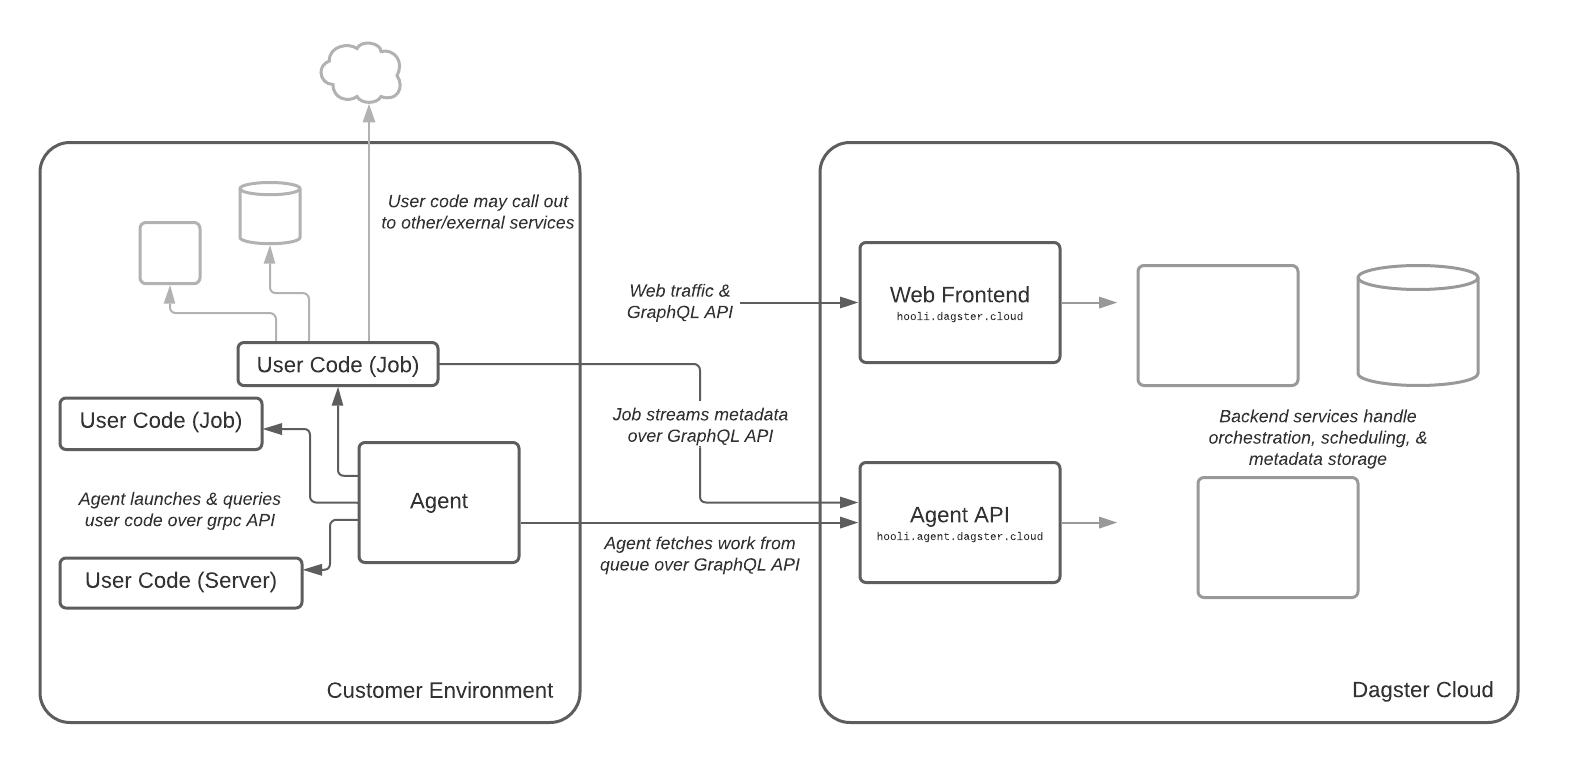 User code may call out
to other/exernal services
User Code (Job)
User Code (Job)
Agent
Agent launches & queries
user code over grpc API
User Code (Server)
Customer Environment
Web traffic &
GraphQL API
Job streams metadata
over GraphQL API
Agent fetches work from
queue over GraphQL API
Web Frontend
hooli.dagster.cloud
Agent API
hooli.agent.dagster.cloud
Backend services handle
orchestration, scheduling, &
metadata storage
Dagster Cloud